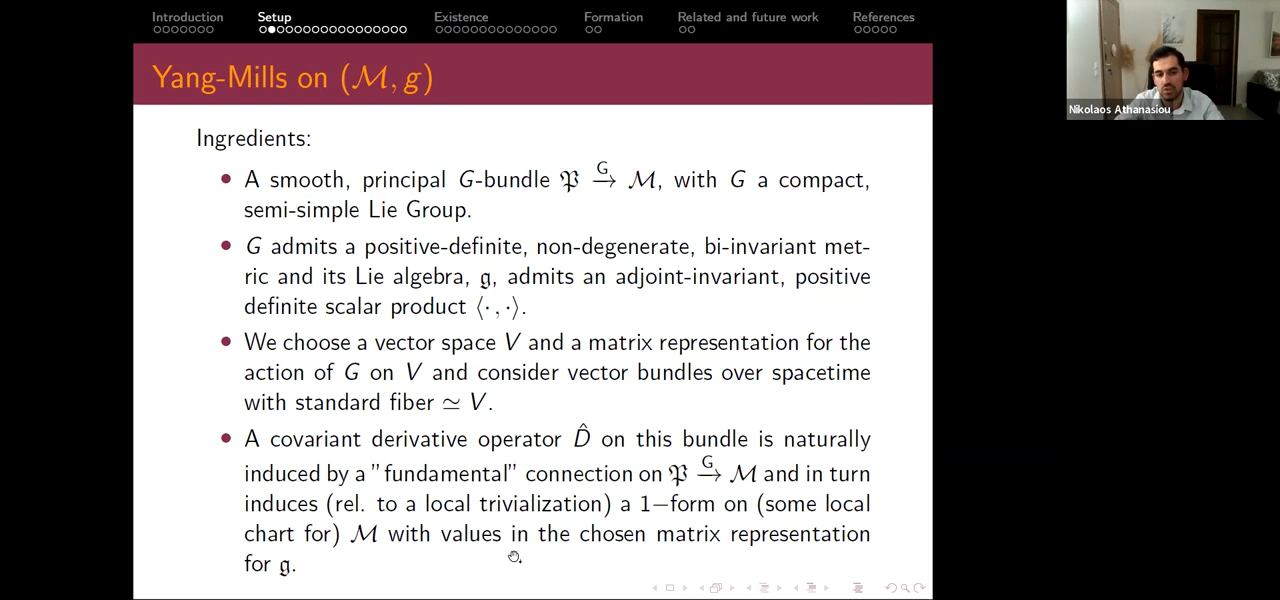 Introduction Setup Existence Formation Related and future work References
Yang-Mills on (ℳ, g)
Nikolaos Athanasiou
Ingredients:
• A smooth, principal G-bundle 𝔓 →^G ℳ, with G a compact,
semi-simple Lie Group.
• G admits a positive-definite, non-degenerate, bi-invariant met-
ric and its Lie algebra, 𝔤, admits an adjoint-invariant, positive
definite scalar product ⟨· , ·⟩.
• We choose a vector space V and a matrix representation for the
action of G on V and consider vector bundles over spacetime
with standard fiber ≃ V.
• A covariant derivative operator D̂ on this bundle is naturally
induced by a ”fundamental” connection on 𝔓 →^G ℳ and in turn
induces (rel. to a local trivialization) a 1−form on (some local
chart for) ℳ with values in the chosen matrix representation
for 𝔤.